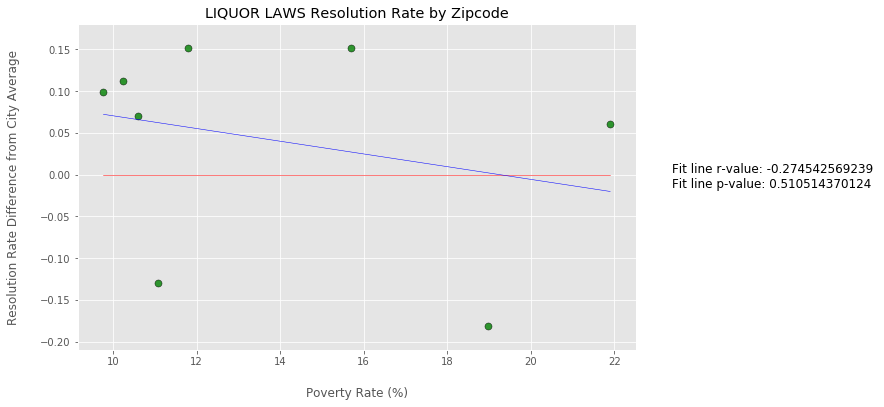 LIQUOR LAWS Resolution Rate by Zipcode
Resolution Rate Difference from City Average
0.15
0.10
0.05
0.00
−0.05
−0.10
−0.15
−0.20
10 12 14 16 18 20 22
Poverty Rate (%)
Fit line r-value: -0.274542569239
Fit line p-value: 0.510514370124